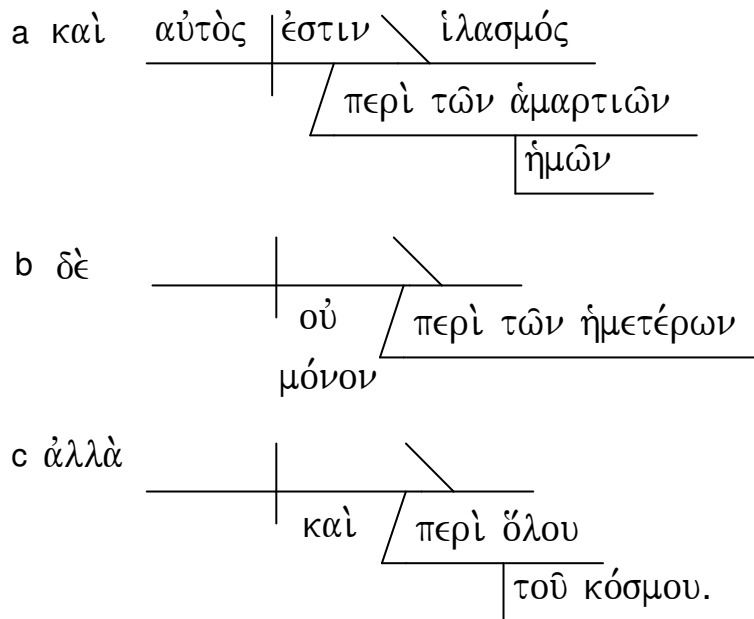 a καὶ αὐτὸς ἐστιν ἱλασμός
περὶ τῶν ἁμαρτιῶν
ἡμῶν
b δὲ
οὐ περὶ τῶν ἡμετέρων
μόνον
c ἀλλὰ
καὶ περὶ ὅλου
τοῦ κόσμου.